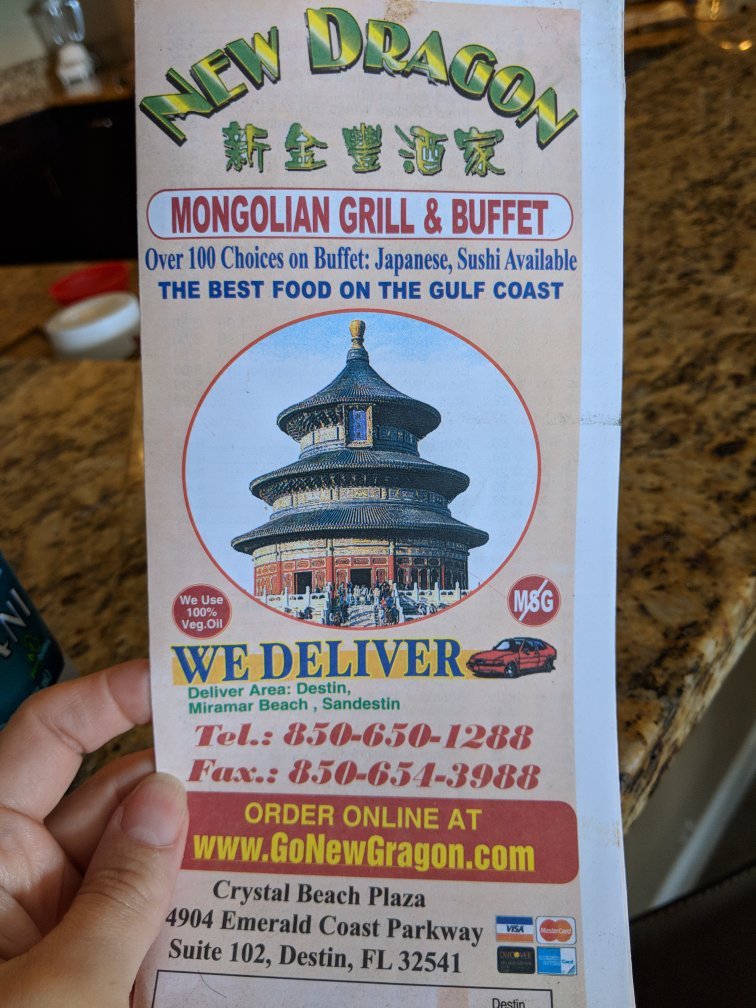 NEW DRAGON
新金豐酒家
MONGOLIAN GRILL & BUFFET
Over 100 Choices on Buffet: Japanese, Sushi Available
THE BEST FOOD ON THE GULF COAST
We Use
100%
Veg.Oil
MSG
WE DELIVER
Deliver Area: Destin,
Miramar Beach , Sandestin
Tel.: 850-650-1288
Fax.: 850-654-3988
ORDER ONLINE AT
www.GoNewGragon.com
Crystal Beach Plaza
4904 Emerald Coast Parkway
Suite 102, Destin, FL 32541
VISA
MasterCard
DISCOVER
Destin